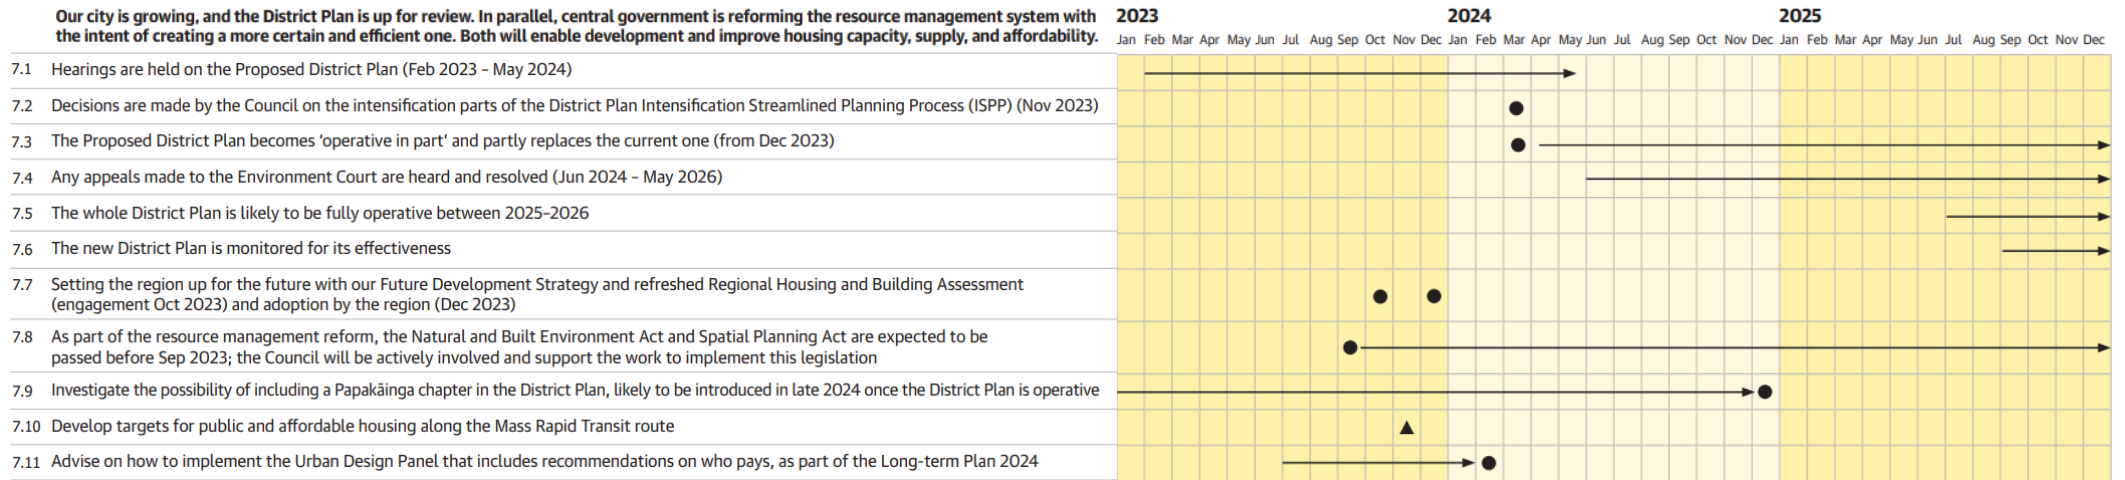 Our city is growing, and the District Plan is up for review. In parallel, central government is reforming the resource management system with
the intent of creating a more certain and efficient one. Both will enable development and improve housing capacity, supply, and affordability.
2023 2024 2025
Jan Feb Mar Apr May Jun Jul Aug Sep Oct Nov Dec Jan Feb Mar Apr May Jun Jul Aug Sep Oct Nov Dec Jan Feb Mar Apr May Jun Jul Aug Sep Oct Nov Dec
7.1 Hearings are held on the Proposed District Plan (Feb 2023 – May 2024)
7.2 Decisions are made by the Council on the intensification parts of the District Plan Intensification Streamlined Planning Process (ISPP) (Nov 2023)
7.3 The Proposed District Plan becomes ‘operative in part’ and partly replaces the current one (from Dec 2023)
7.4 Any appeals made to the Environment Court are heard and resolved (Jun 2024 – May 2026)
7.5 The whole District Plan is likely to be fully operative between 2025-2026
7.6 The new District Plan is monitored for its effectiveness
7.7 Setting the region up for the future with our Future Development Strategy and refreshed Regional Housing and Building Assessment
(engagement Oct 2023) and adoption by the region (Dec 2023)
7.8 As part of the resource management reform, the Natural and Built Environment Act and Spatial Planning Act are expected to be
passed before Sep 2023; the Council will be actively involved and support the work to implement this legislation
7.9 Investigate the possibility of including a Papakāinga chapter in the District Plan, likely to be introduced in late 2024 once the District Plan is operative
7.10 Develop targets for public and affordable housing along the Mass Rapid Transit route
7.11 Advise on how to implement the Urban Design Panel that includes recommendations on who pays, as part of the Long-term Plan 2024